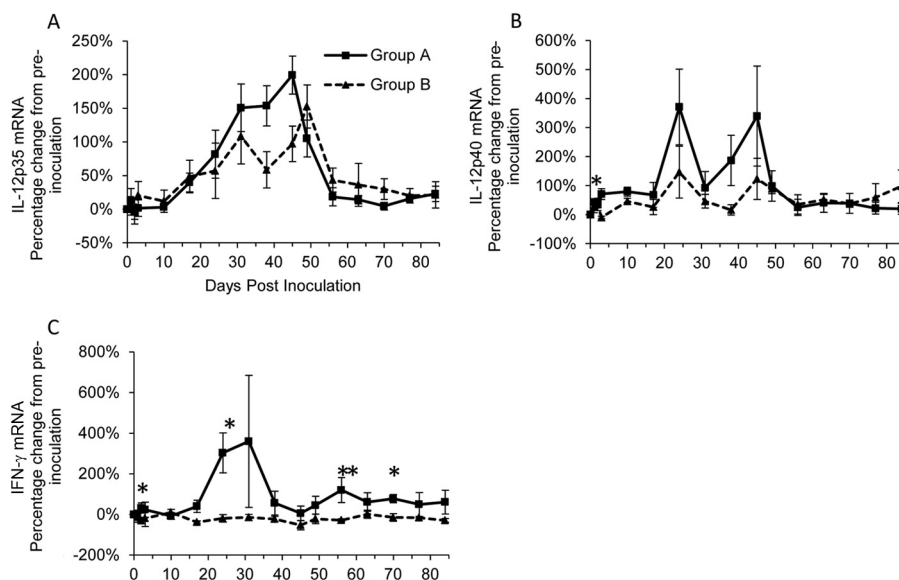 A
IL-12p35 mRNA
Percentage change from pre-
inoculation
250%
200%
150%
100%
50%
0%
-50%
Group A
Group B
0 10 20 30 40 50 60 70 80
Days Post Inoculation
B
IL-12p40 mRNA
Percentage change from pre-
inoculation
600%
500%
400%
300%
200%
100%
0%
-100%
*
0 10 20 30 40 50 60 70 80
C
IFN-γ mRNA
Percentage change from pre-
inoculation
800%
600%
400%
200%
0%
-200%
* * ** *
0 10 20 30 40 50 60 70 80